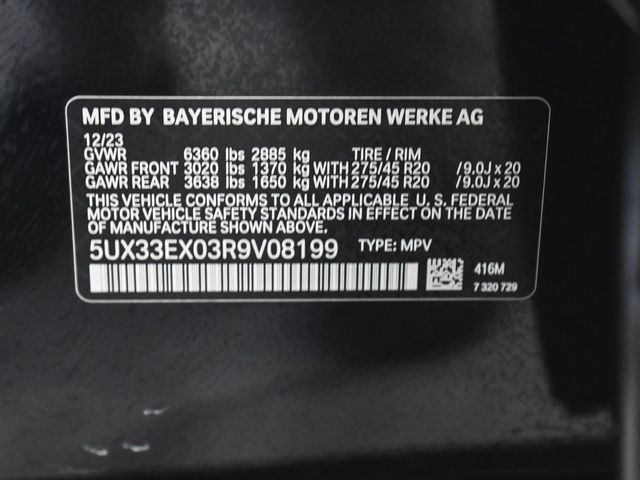 MFD BY BAYERISCHE MOTOREN WERKE AG
12/23
GVWR 6360 lbs 2885 kg TIRE / RIM
GAWR FRONT 3020 lbs 1370 kg WITH 275/45 R20 /9.0J x 20
GAWR REAR 3638 lbs 1650 kg WITH 275/45 R20 /9.0J x 20
THIS VEHICLE CONFORMS TO ALL APPLICABLE U. S. FEDERAL
MOTOR VEHICLE SAFETY STANDARDS IN EFFECT ON THE DATE
OF MANUFACTURE SHOWN ABOVE.
5UX33EX03R9V08199 TYPE: MPV
416M
7 320 729